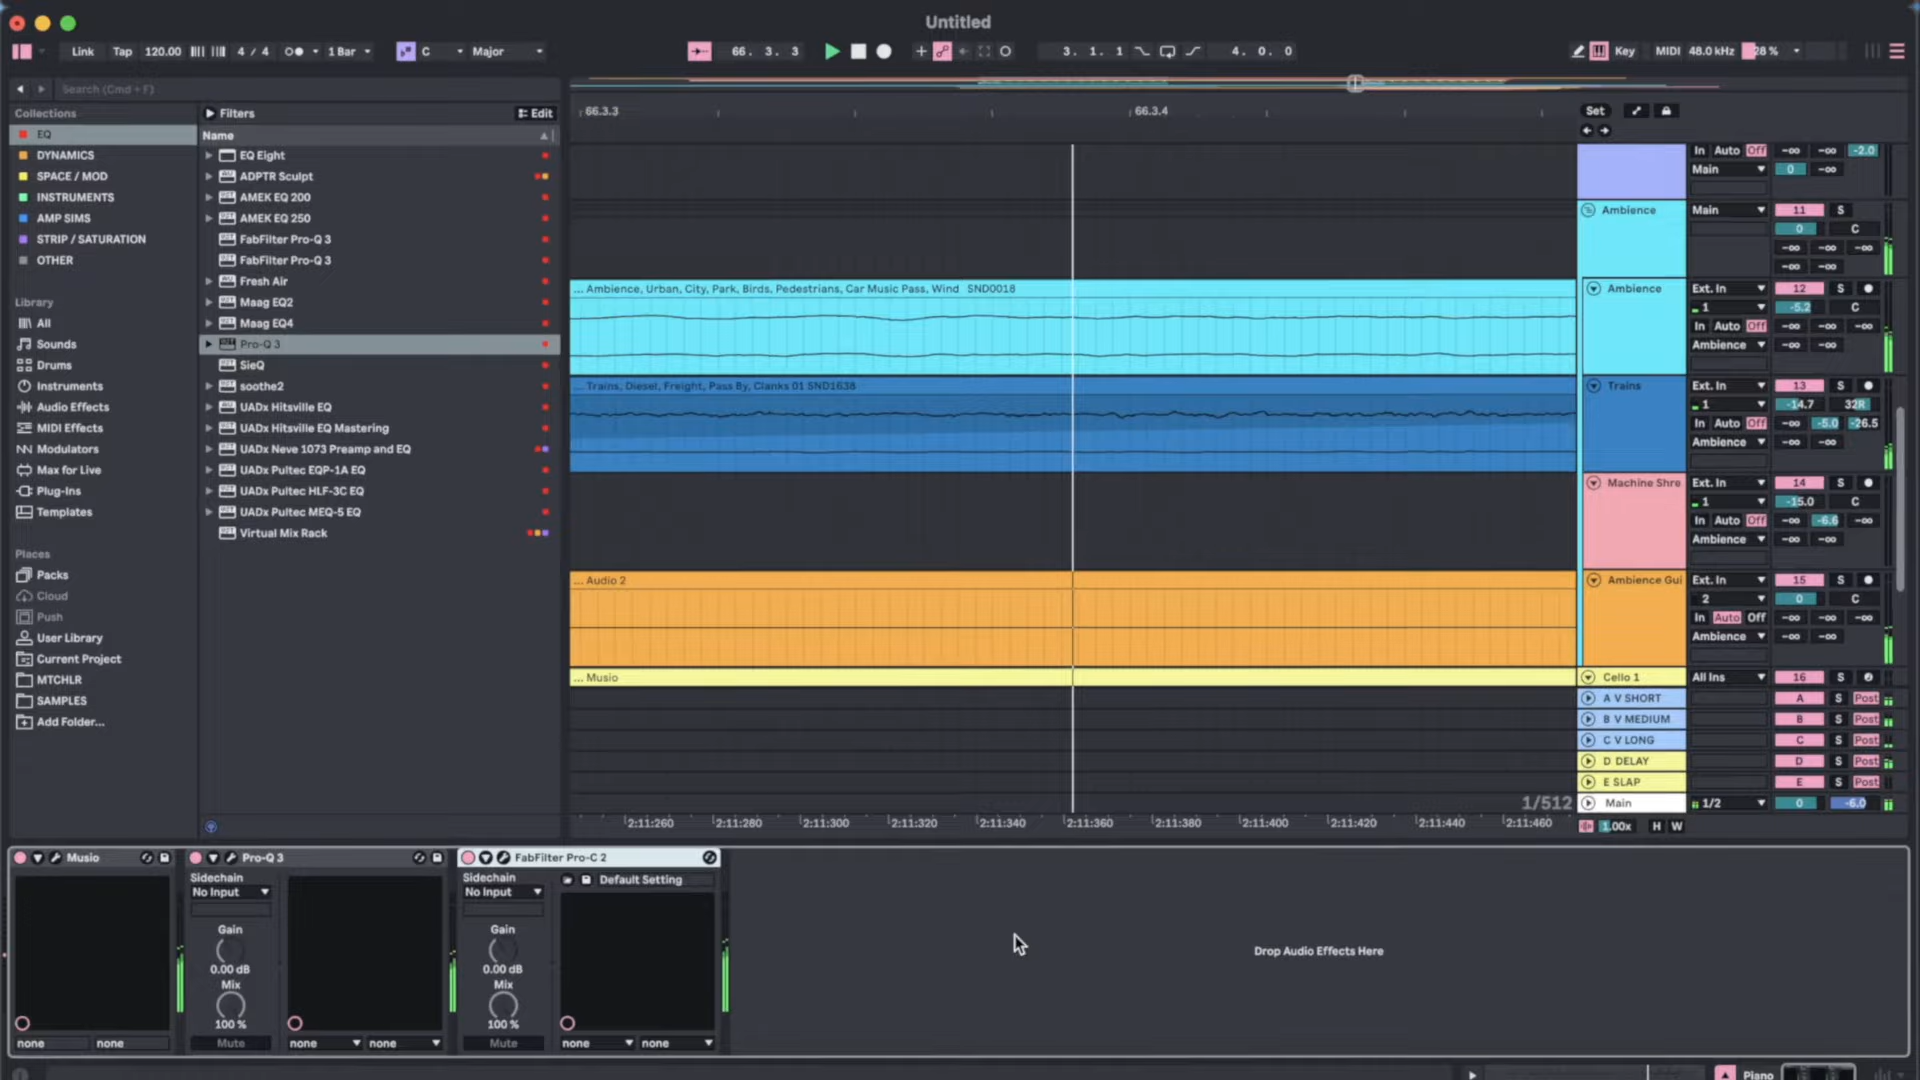 Untitled
Link Tap 120.00 4 / 4 1 Bar C Major
66. 3. 3
3. 1. 1 4. 0. 0
Key MIDI 48.0 kHz 28 %
Search (Cmd + F)
Collections
EQ
DYNAMICS
SPACE / MOD
INSTRUMENTS
AMP SIMS
STRIP / SATURATION
OTHER
Library
All
Sounds
Drums
Instruments
Audio Effects
MIDI Effects
Modulators
Max for Live
Plug-Ins
Templates
Places
Packs
Cloud
Push
User Library
Current Project
MTCHLR
SAMPLES
Add Folder...
Filters Edit
Name
EQ Eight
ADPTR Sculpt
AMEK EQ 200
AMEK EQ 250
FabFilter Pro-Q 3
FabFilter Pro-Q 3
Fresh Air
Maag EQ2
Maag EQ4
Pro-Q 3
SieQ
soothe2
UADx Hitsville EQ
UADx Hitsville EQ Mastering
UADx Neve 1073 Preamp and EQ
UADx Pultec EQP-1A EQ
UADx Pultec HLF-3C EQ
UADx Pultec MEQ-5 EQ
Virtual Mix Rack
66.3.3 66.3.4
Set
... Ambience, Urban, City, Park, Birds, Pedestrians, Car Music Pass, Wind SND0018
... Trains, Diesel, Freight, Pass By, Clanks 01 SND1638
... Audio 2
... Musio
1/512
2:11:260 2:11:280 2:11:300 2:11:320 2:11:340 2:11:360 2:11:380 2:11:400 2:11:420 2:11:440 2:11:460
In Auto Off -∞ -∞ -2.0
Main 0 -∞
Ambience Main 11 S
0 C
-∞ -∞ -∞
-∞ -∞
Ambience Ext. In 12 S
1 -5.2 C
In Auto Off -∞ -∞ -∞
Ambience -∞ -∞
Trains Ext. In 13 S
1 -14.7 32R
In Auto Off -∞ -5.0 -26.5
Ambience -∞ -∞
Machine Shre Ext. In 14 S
1 -15.0 C
In Auto Off -∞ -6.6 -∞
Ambience -∞ -∞
Ambience Gui Ext. In 15 S
2 0 C
In Auto Off -∞ -∞ -∞
Ambience -∞ -∞
Cello 1 All Ins 16 S
A V SHORT A S Post
B V MEDIUM B S Post
C V LONG C S Post
D DELAY D S Post
E SLAP E S Post
Main 1/2 0 -6.0
1.00x H W
Musio
none none
Pro-Q 3
Sidechain
No Input
Gain
0.00 dB
Mix
100 %
Mute none none
FabFilter Pro-C 2
Sidechain
No Input Default Setting
Gain
0.00 dB
Mix
100 %
Mute none none
Drop Audio Effects Here
Piano